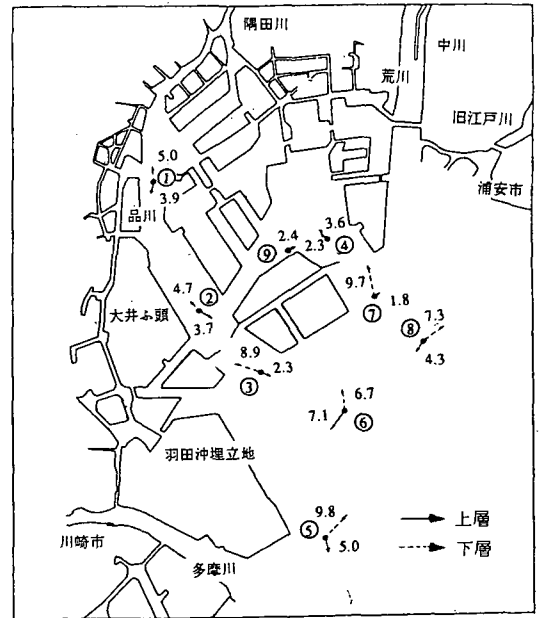 隅田川
中川
荒川
旧江戸川
浦安市
5.0
①
3.9
品川
3.6
2.4
2.3
④
⑨
9.7
1.8
⑦
7.3
⑧
4.3
4.7
②
大井ふ頭
3.7
8.9
2.3
③
6.7
7.1
⑥
羽田沖埋立地
9.8
⑤
5.0
上層
下層
川崎市
多摩川